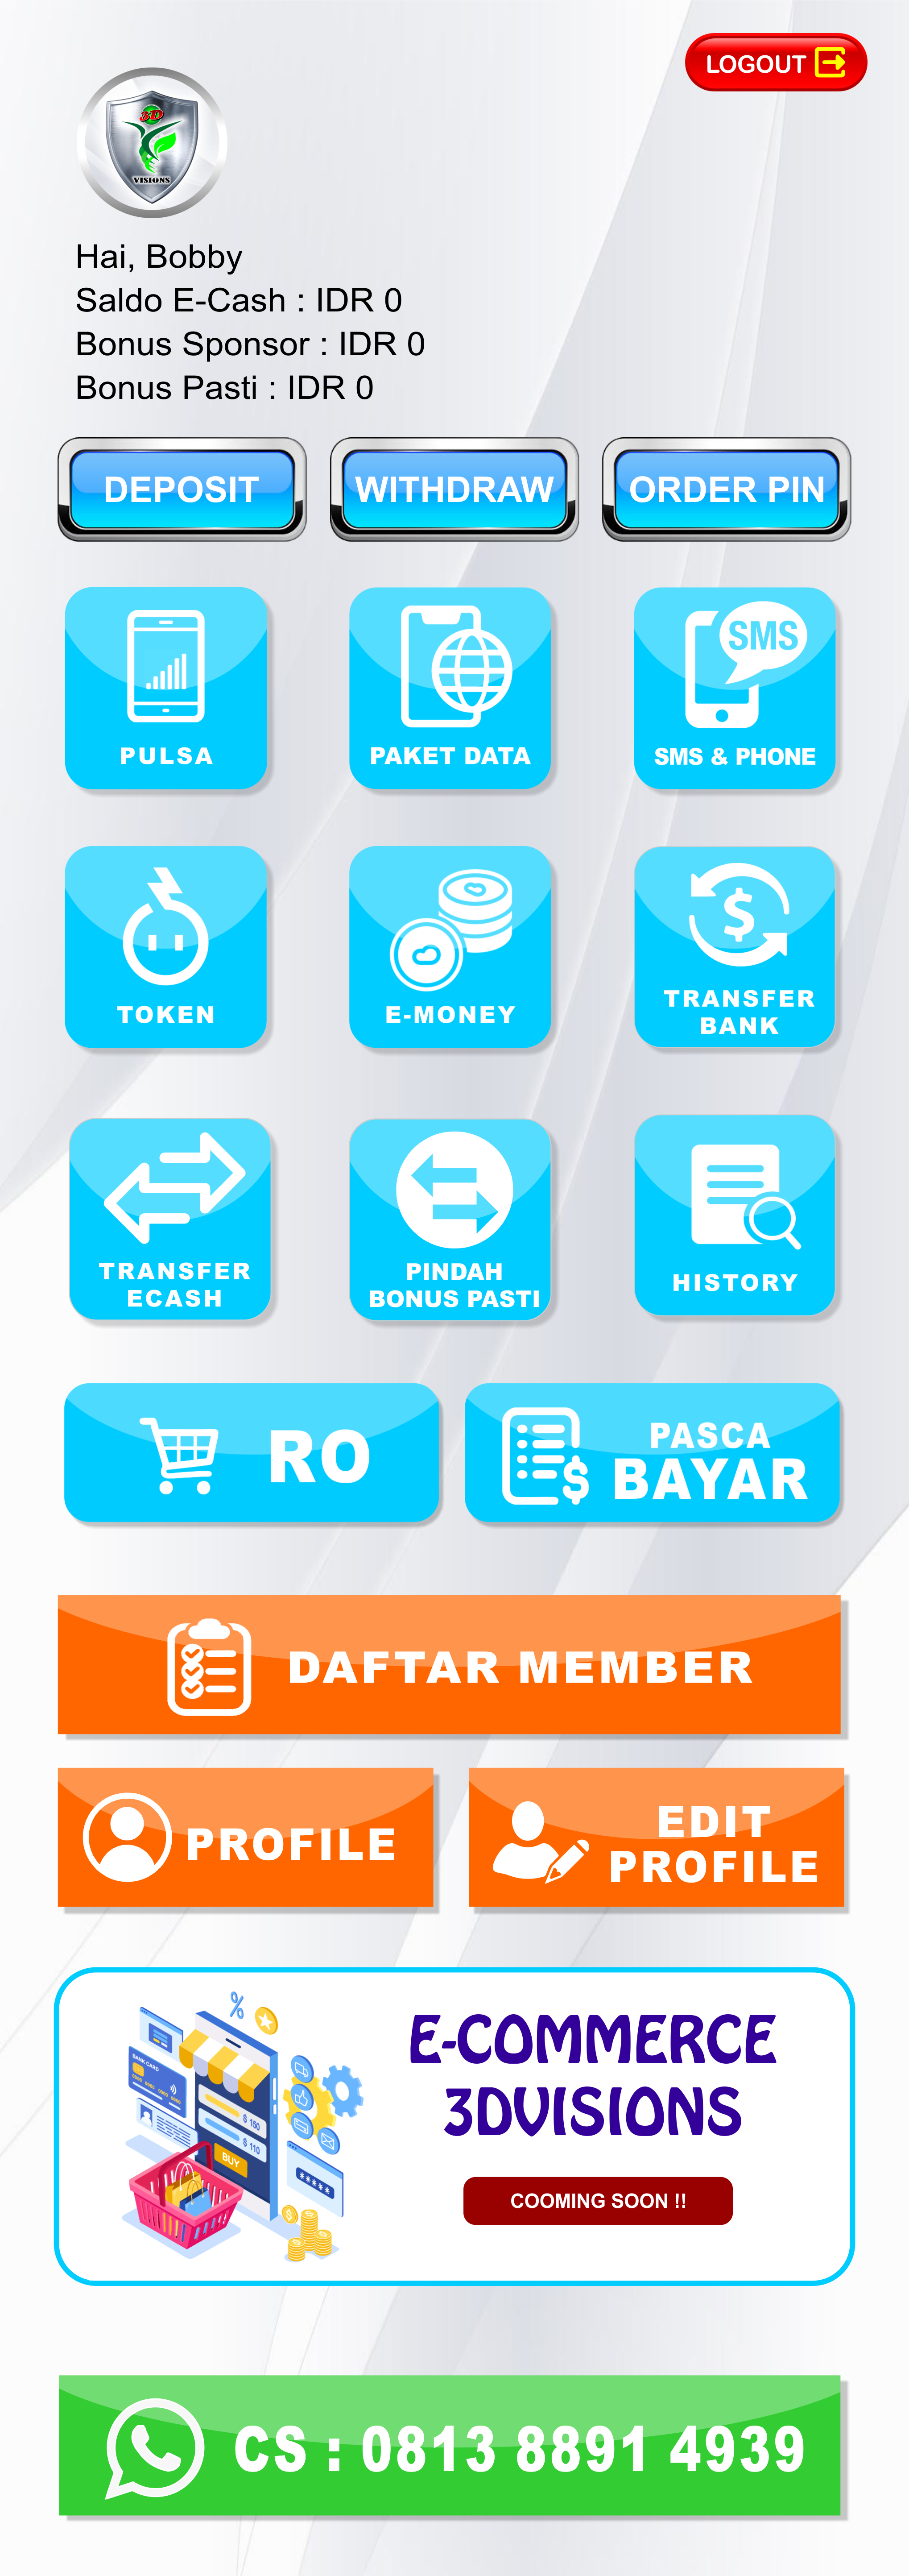 LOGOUT
3D
VISIONS
Hai, Bobby
Saldo E-Cash : IDR 0
Bonus Sponsor : IDR 0
Bonus Pasti : IDR 0
DEPOSIT
WITHDRAW
ORDER PIN
PULSA
PAKET DATA
SMS
SMS & PHONE
TOKEN
E-MONEY
$
TRANSFER
BANK
TRANSFER
ECASH
PINDAH
BONUS PASTI
HISTORY
RO
$
PASCA
BAYAR
DAFTAR MEMBER
PROFILE
EDIT
PROFILE
%
BANK CARD
$ 160
$ 110
BUY
*****
$
E-COMMERCE
3DVISIONS
COOMING SOON !!
CS : 0813 8891 4939